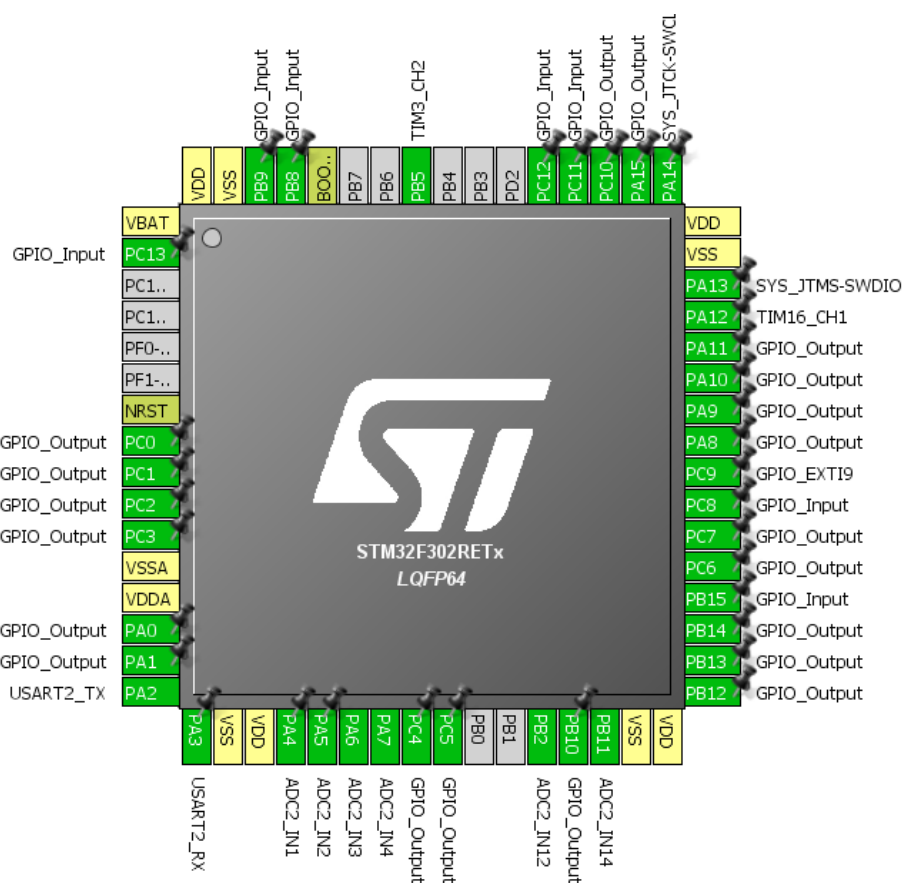 GPIO_Input
GPIO_Input
TIM3_CH2
GPIO_Input
GPIO_Input
GPIO_Output
GPIO_Output
SYS_JTCK-SWCL
VDD
VSS
PB9
PB8
BOO..
PB7
PB6
PB5
PB4
PB3
PD2
PC12
PC11
PC10
PA15
PA14
VBAT
GPIO_Input PC13
PC1..
PC1..
PF0-..
PF1-..
NRST
GPIO_Output PC0
GPIO_Output PC1
GPIO_Output PC2
GPIO_Output PC3
VSSA
VDDA
GPIO_Output PA0
GPIO_Output PA1
USART2_TX PA2
ST
STM32F302RETx
LQFP64
VDD
VSS
PA13 SYS_JTMS-SWDIO
PA12 TIM16_CH1
PA11 GPIO_Output
PA10 GPIO_Output
PA9 GPIO_Output
PA8 GPIO_Output
PC9 GPIO_EXTI9
PC8 GPIO_Input
PC7 GPIO_Output
PC6 GPIO_Output
PB15 GPIO_Input
PB14 GPIO_Output
PB13 GPIO_Output
PB12 GPIO_Output
PA3
VSS
VDD
PA4
PA5
PA6
PA7
PC4
PC5
PB0
PB1
PB2
PB10
PB11
VSS
VDD
USART2_RX
ADC2_IN1
ADC2_IN2
ADC2_IN3
ADC2_IN4
GPIO_Output
GPIO_Output
ADC2_IN12
GPIO_Output
ADC2_IN14